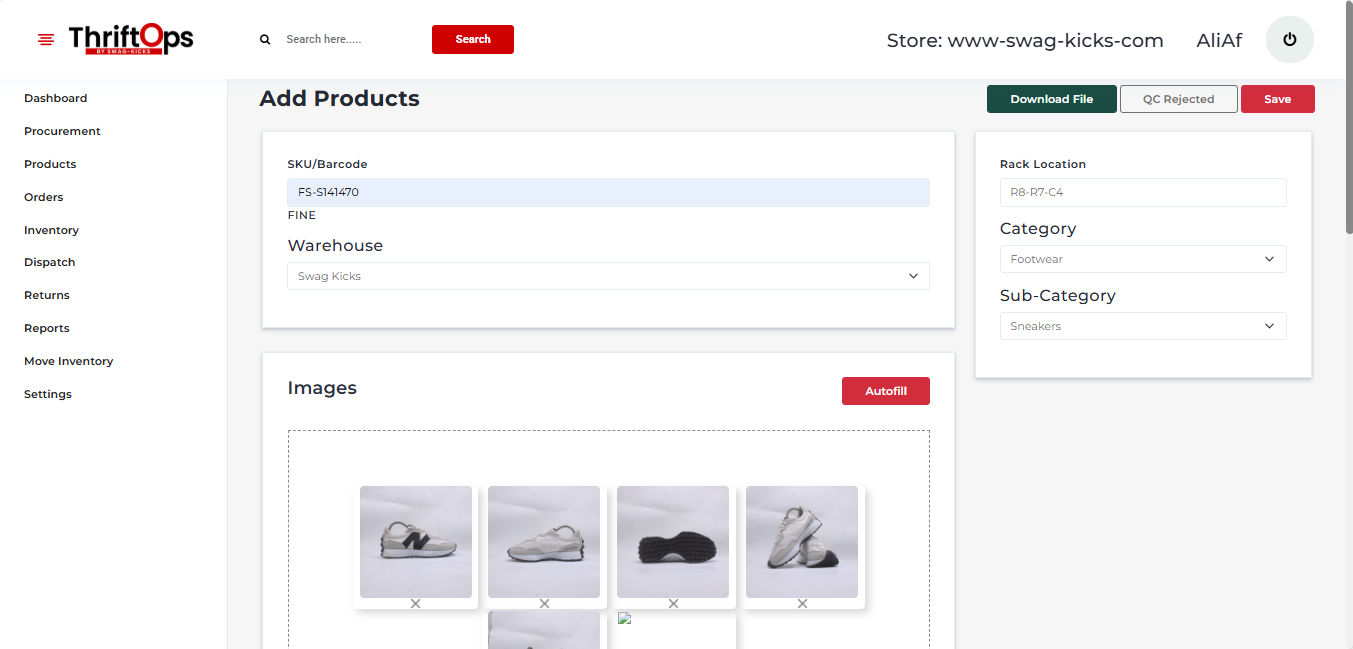 ThriftOps
BY SWAG-KICKS
Search here.....
Search
Store: www-swag-kicks-com
AliAf
Dashboard
Procurement
Products
Orders
Inventory
Dispatch
Returns
Reports
Move Inventory
Settings
Add Products
Download File
QC Rejected
Save
SKU/Barcode
FS-S141470
FINE
Warehouse
Swag Kicks
Rack Location
R8-R7-C4
Category
Footwear
Sub-Category
Sneakers
Images
Autofill
N